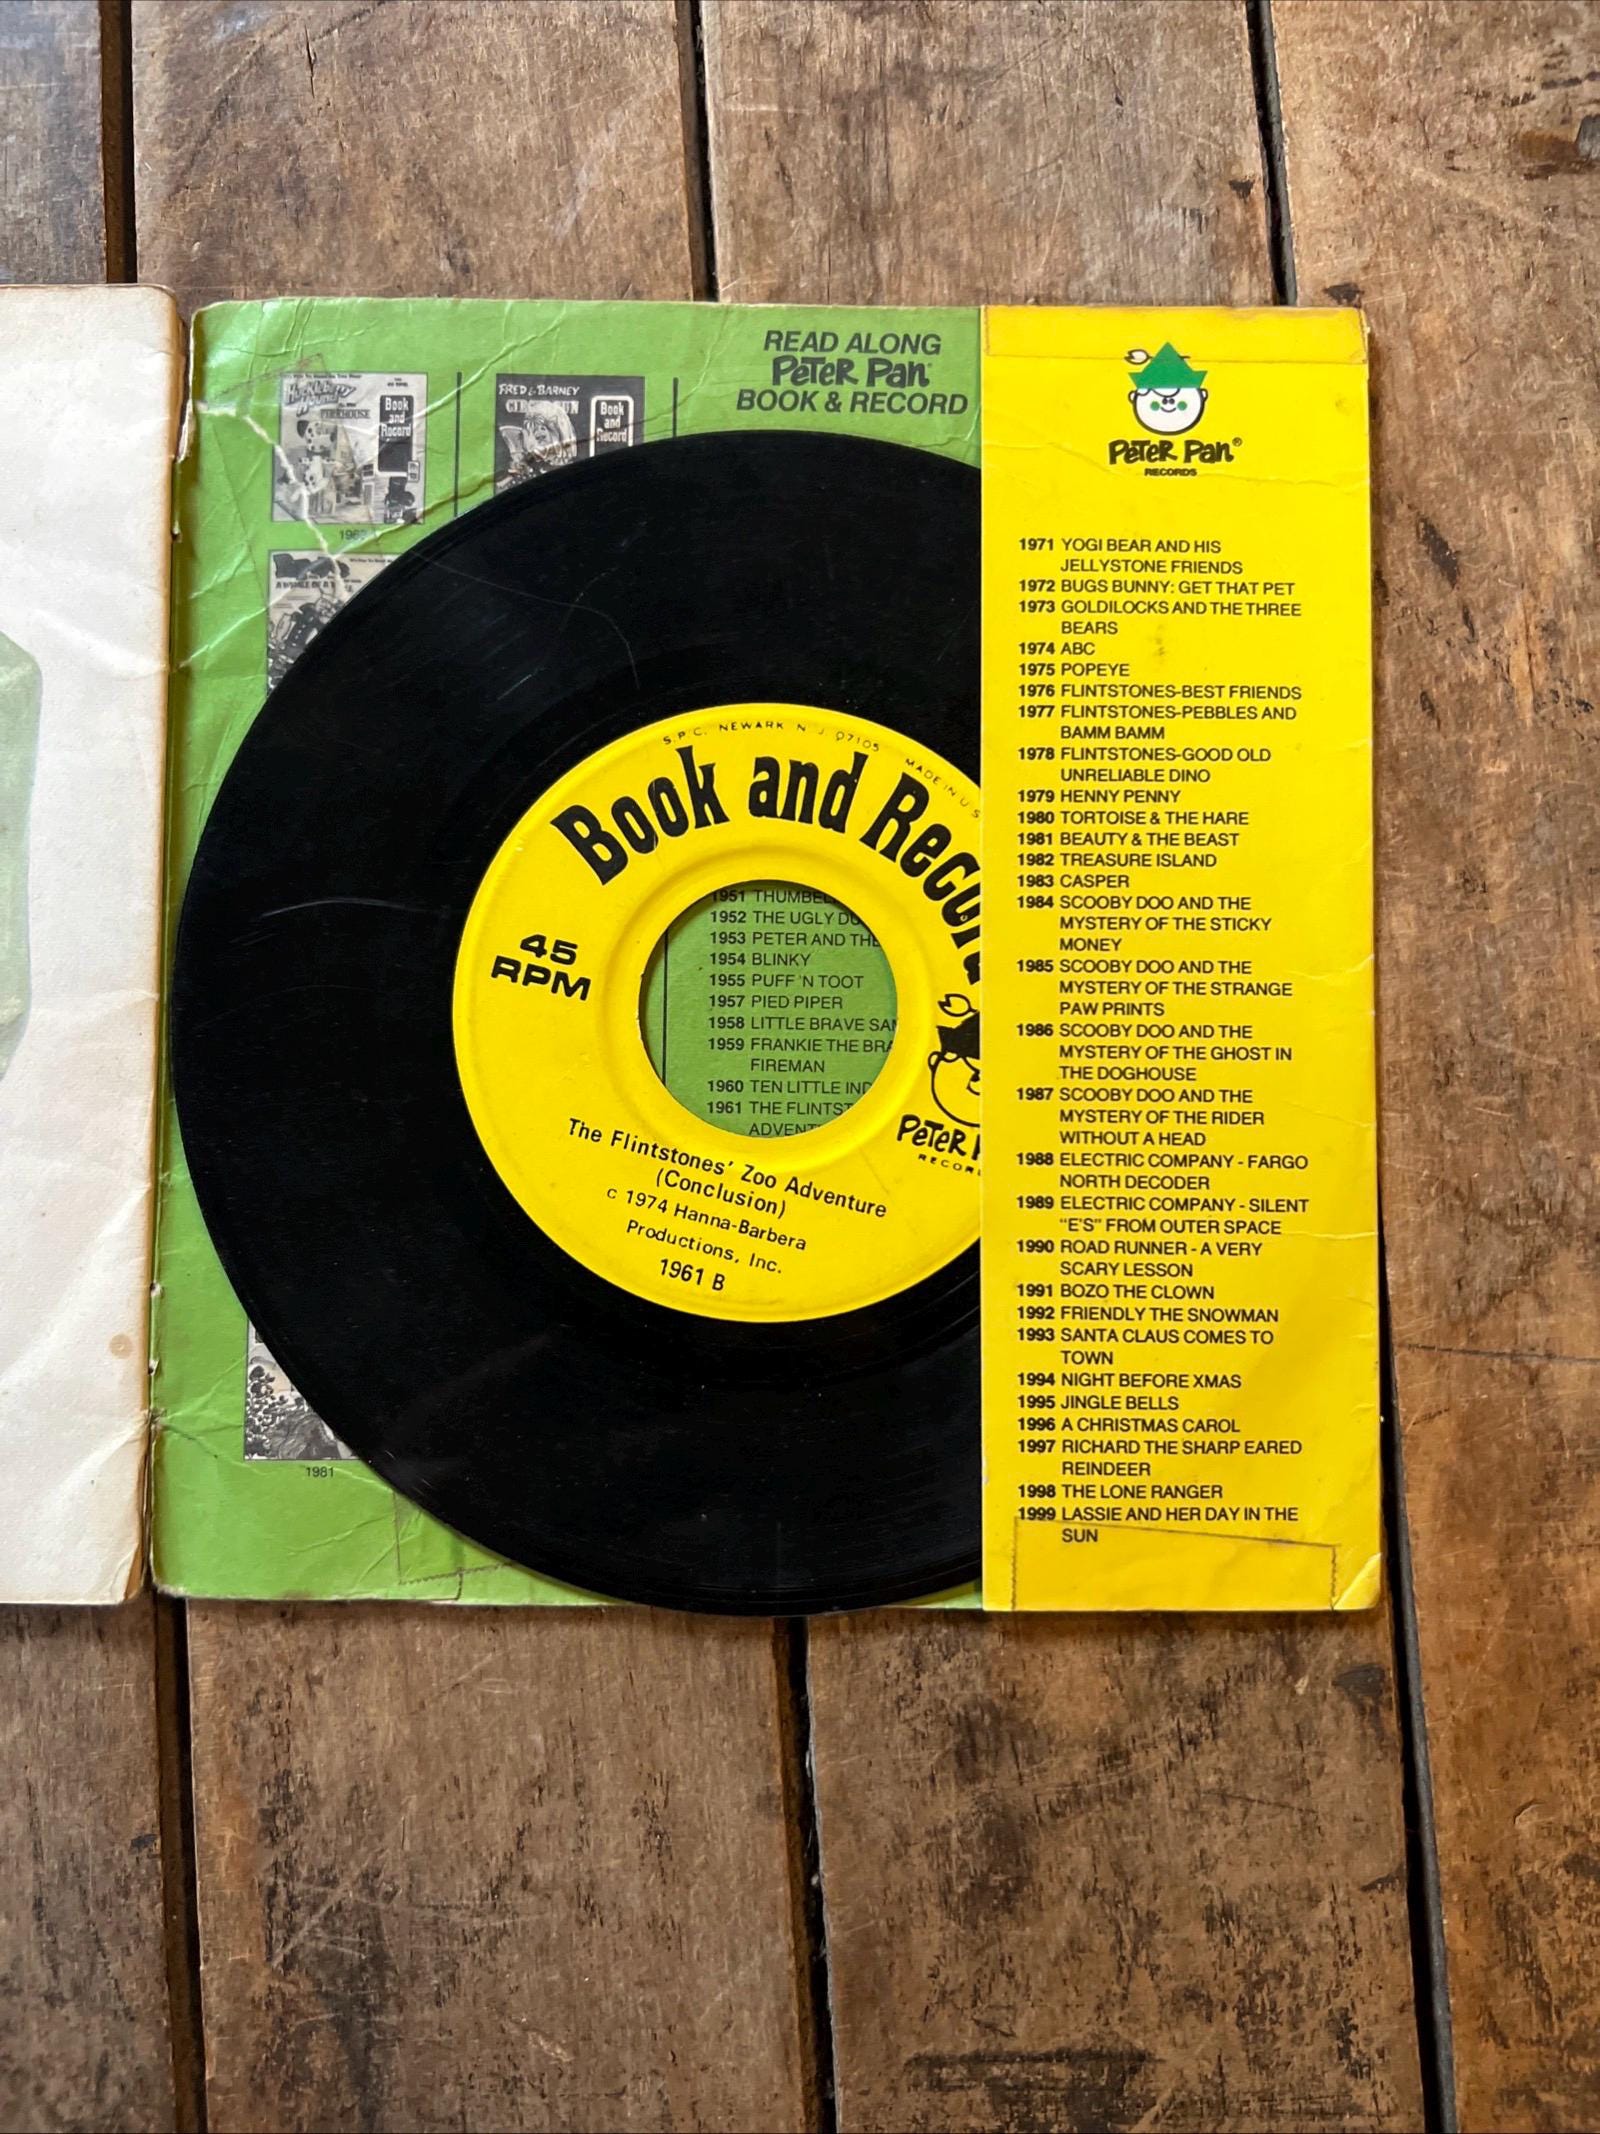 READ ALONG
PETER PAN
BOOK & RECORD
Huckleberry
Hound
FIREHOUSE
Book
and
Record
FRED & BARNEY
CIRCUS FUN
Book
and
Record
1981
S.P.C. NEWARK N J 07105 MADE IN U S
Book and Record
45
RPM
1951 THUMBEL
1952 THE UGLY DU
1953 PETER AND THE
1954 BLINKY
1955 PUFF 'N TOOT
1957 PIED PIPER
1958 LITTLE BRAVE SA
1959 FRANKIE THE BRA
FIREMAN
1960 TEN LITTLE IND
1961 THE FLINTST
ADVENT
PETER P
RECOR
The Flintstones' Zoo Adventure
(Conclusion)
c 1974 Hanna-Barbera
Productions, Inc.
1961 B
PETER PAN®
RECORDS
1971 YOGI BEAR AND HIS
JELLYSTONE FRIENDS
1972 BUGS BUNNY: GET THAT PET
1973 GOLDILOCKS AND THE THREE
BEARS
1974 ABC
1975 POPEYE
1976 FLINTSTONES-BEST FRIENDS
1977 FLINTSTONES-PEBBLES AND
BAMM BAMM
1978 FLINTSTONES-GOOD OLD
UNRELIABLE DINO
1979 HENNY PENNY
1980 TORTOISE & THE HARE
1981 BEAUTY & THE BEAST
1982 TREASURE ISLAND
1983 CASPER
1984 SCOOBY DOO AND THE
MYSTERY OF THE STICKY
MONEY
1985 SCOOBY DOO AND THE
MYSTERY OF THE STRANGE
PAW PRINTS
1986 SCOOBY DOO AND THE
MYSTERY OF THE GHOST IN
THE DOGHOUSE
1987 SCOOBY DOO AND THE
MYSTERY OF THE RIDER
WITHOUT A HEAD
1988 ELECTRIC COMPANY - FARGO
NORTH DECODER
1989 ELECTRIC COMPANY - SILENT
"E'S" FROM OUTER SPACE
1990 ROAD RUNNER - A VERY
SCARY LESSON
1991 BOZO THE CLOWN
1992 FRIENDLY THE SNOWMAN
1993 SANTA CLAUS COMES TO
TOWN
1994 NIGHT BEFORE XMAS
1995 JINGLE BELLS
1996 A CHRISTMAS CAROL
1997 RICHARD THE SHARP EARED
REINDEER
1998 THE LONE RANGER
1999 LASSIE AND HER DAY IN THE
SUN